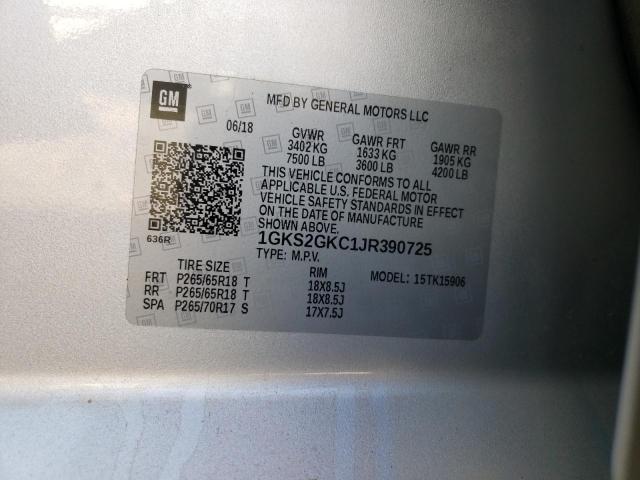 GM
MFD BY GENERAL MOTORS LLC
06/18
GVWR GAWR FRT GAWR RR
3402 KG 1633 KG 1905 KG
7500 LB 3600 LB 4200 LB
THIS VEHICLE CONFORMS TO ALL
APPLICABLE U.S. FEDERAL MOTOR
VEHICLE SAFETY STANDARDS IN EFFECT
ON THE DATE OF MANUFACTURE
SHOWN ABOVE.
636R
1GKS2GKC1JR390725
TYPE: M.P.V.
MODEL: 15TK15906
TIRE SIZE RIM
FRT P265/65R18 T 18X8.5J
RR P265/65R18 T 18X8.5J
SPA P265/70R17 S 17X7.5J